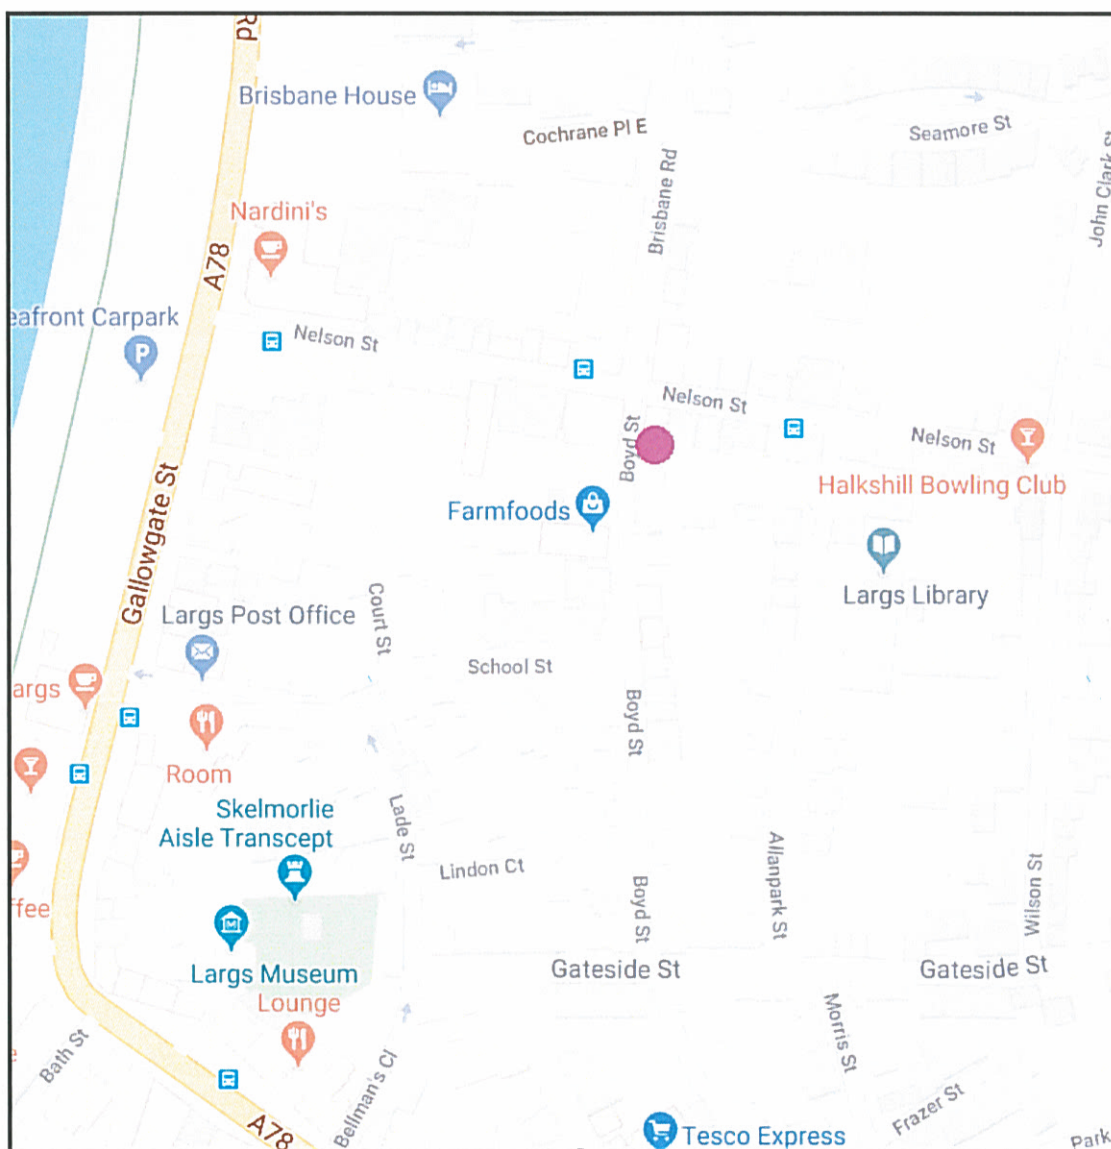 Rd
Brisbane House
Cochrane Pl E
Seamore St
John Clark St
Brisbane Rd
Nardini's
A78
eafront Carpark
P
Nelson St
Nelson St
Nelson St
Boyd St
Halkshill Bowling Club
Farmfoods
Gallowgate St
Largs Library
Court St
Largs Post Office
School St
args
Boyd St
Room
Skelmorlie
Aisle Transcept
Lade St
Lindon Ct
Allanpark St
Wilson St
ffee
Boyd St
M
Largs Museum
Gateside St
Gateside St
Lounge
Morris St
Bath St
e
Bellman's Cl
Frazer St
A78
Tesco Express
Park